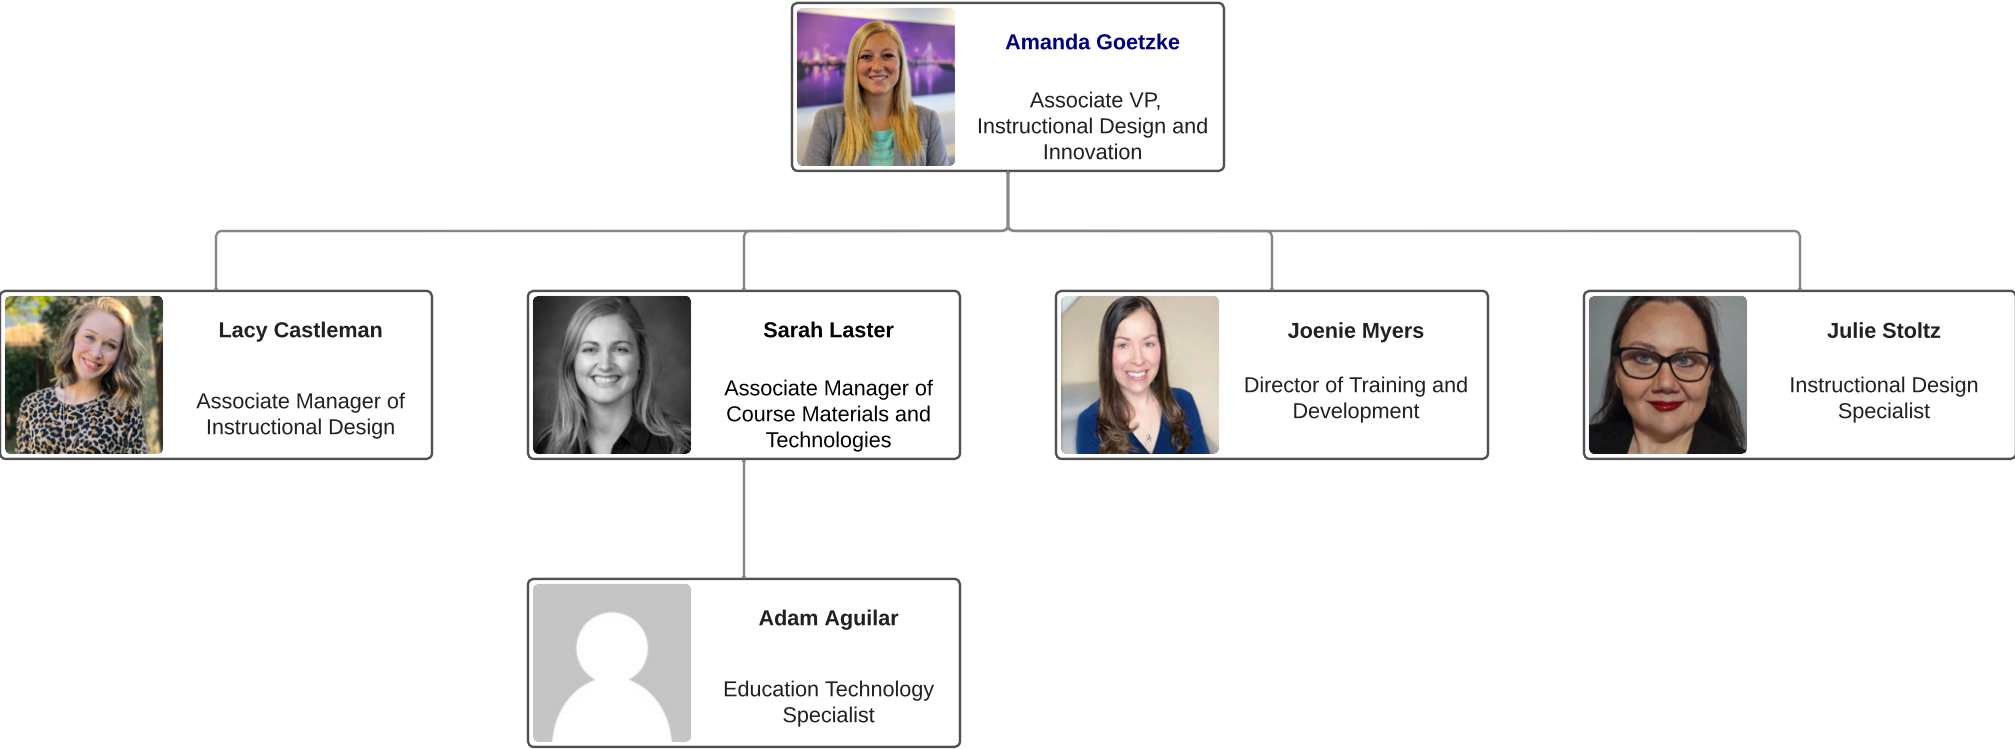 Amanda Goetzke
Associate VP,
Instructional Design and
Innovation
Lacy Castleman
Associate Manager of
Instructional Design
Sarah Laster
Associate Manager of
Course Materials and
Technologies
Joenie Myers
Director of Training and
Development
Julie Stoltz
Instructional Design
Specialist
Adam Aguilar
Education Technology
Specialist